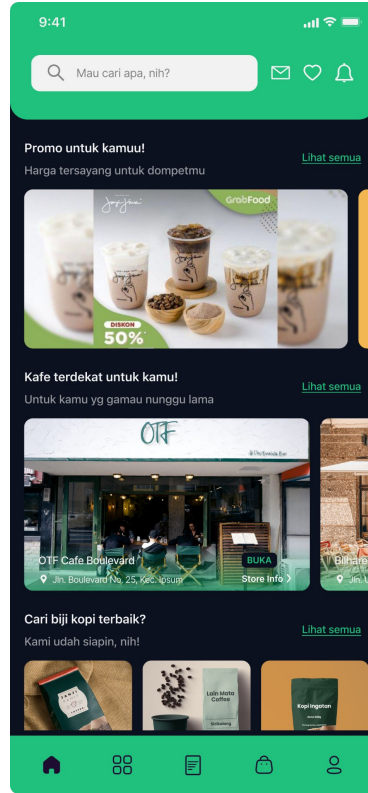 9:41
Mau cari apa, nih?
Promo untuk kamuu!
Lihat semua
Harga tersayang untuk dompetmu
GrabFood
Janji Jiwa
DISKON
50%
Kafe terdekat untuk kamu!
Lihat semua
Untuk kamu yg gamau nunggu lama
OTF
OTF Cafe Boulevard
BUKA
Jln. Boulevard No. 25, Kec. Ipsum
Store Info
Cari biji kopi terbaik?
Lihat semua
Kami udah siapin, nih!
Lain Mata
Coffee
Kopi Ingatan